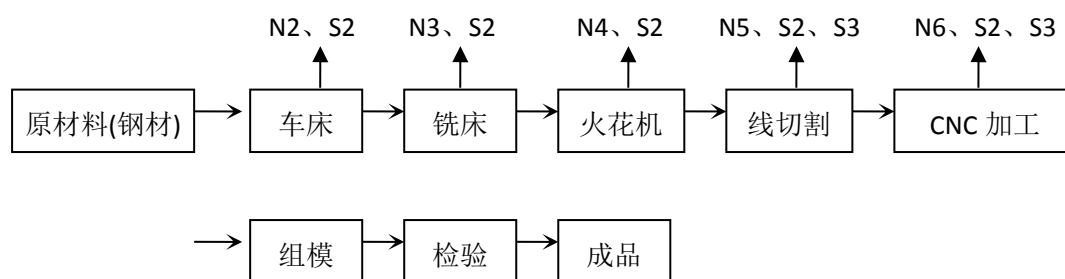 N2、S2 N3、S2 N4、S2 N5、S2、S3 N6、S2、S3
原材料(钢材) 车床 铣床 火花机 线切割 CNC 加工
组模 检验 成品